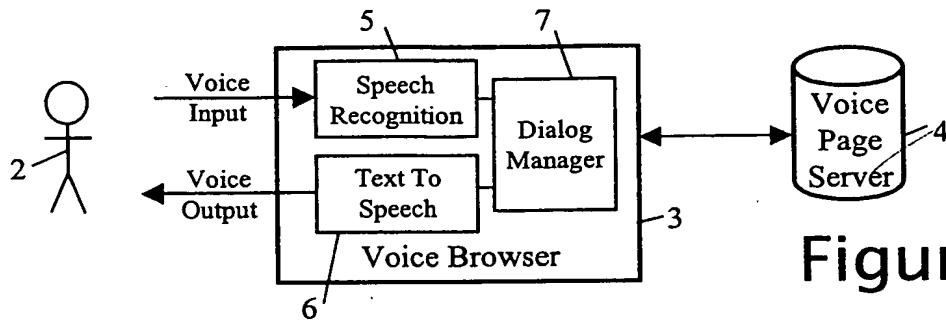 5
7
Voice
Input
Speech
Recognition
Dialog
Manager
Voice
Page
Server
4
2
Voice
Output
Text To
Speech
3
Voice Browser
6
Figur